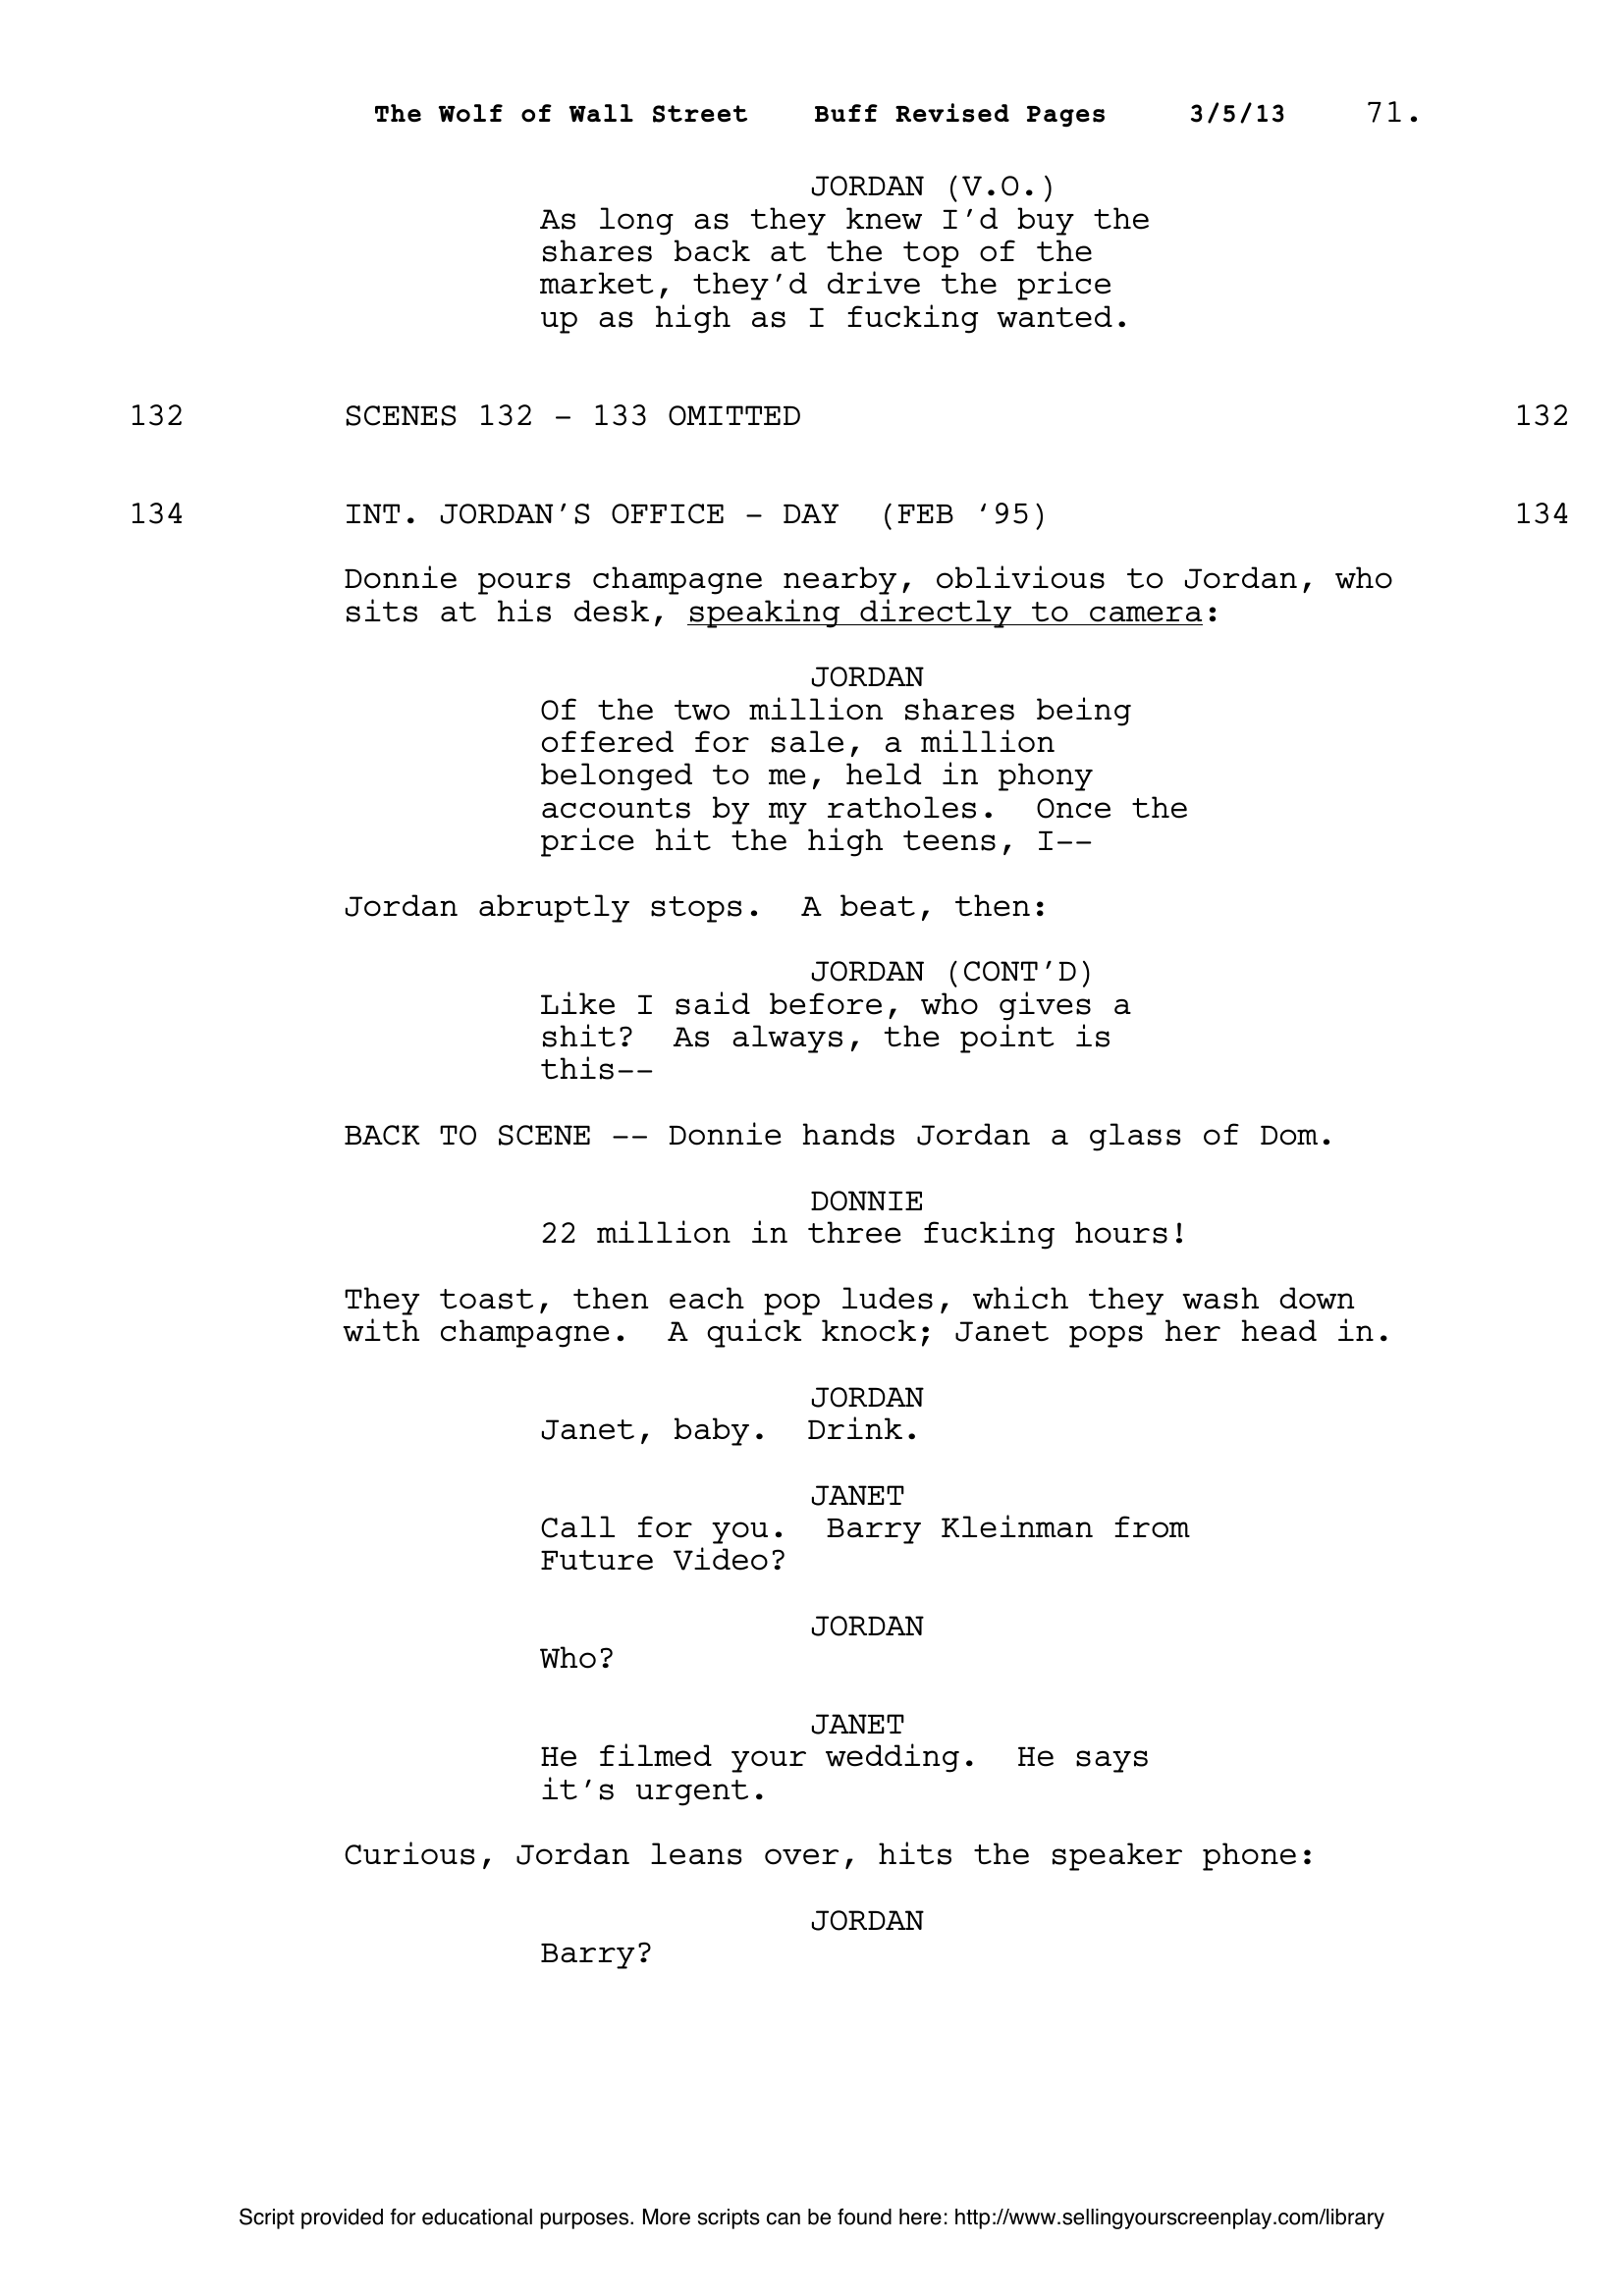 The Wolf of Wall Street Buff Revised Pages 3/5/13 71.
JORDAN (V.O.)
As long as they knew I’d buy the
shares back at the top of the
market, they’d drive the price
up as high as I fucking wanted.
132 SCENES 132 - 133 OMITTED 132
134 INT. JORDAN’S OFFICE - DAY (FEB ‘95) 134
Donnie pours champagne nearby, oblivious to Jordan, who
sits at his desk, speaking directly to camera:
JORDAN
Of the two million shares being
offered for sale, a million
belonged to me, held in phony
accounts by my ratholes. Once the
price hit the high teens, I--
Jordan abruptly stops. A beat, then:
JORDAN (CONT’D)
Like I said before, who gives a
shit? As always, the point is
this--
BACK TO SCENE -- Donnie hands Jordan a glass of Dom.
DONNIE
22 million in three fucking hours!
They toast, then each pop ludes, which they wash down
with champagne. A quick knock; Janet pops her head in.
JORDAN
Janet, baby. Drink.
JANET
Call for you. Barry Kleinman from
Future Video?
JORDAN
Who?
JANET
He filmed your wedding. He says
it’s urgent.
Curious, Jordan leans over, hits the speaker phone:
JORDAN
Barry?
Script provided for educational purposes. More scripts can be found here: http://www.sellingyourscreenplay.com/library